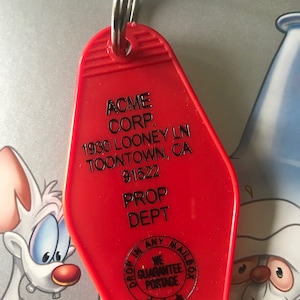 ACME
CORP.
1930 LOONEY LN
TOONTOWN, CA
91522
PROP
DEPT
DROP IN ANY MAILBOX
WE
GUARANTEE
POSTAGE